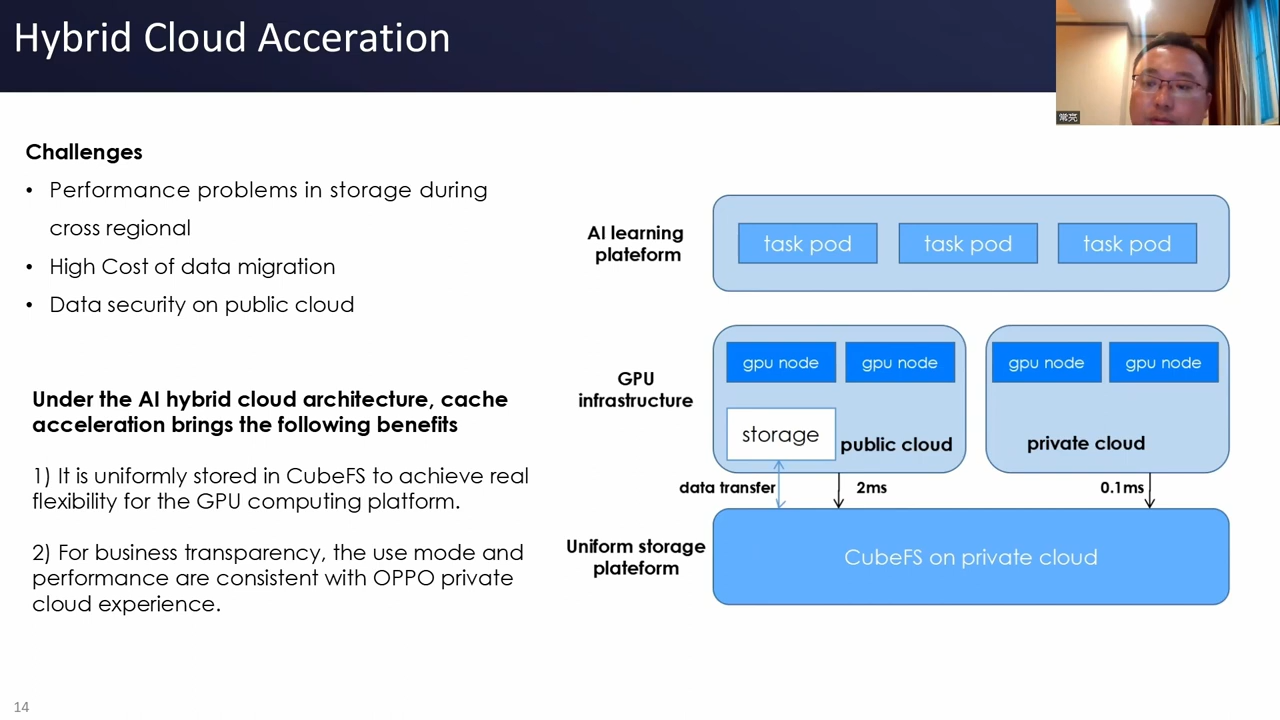 Hybrid Cloud Acceration
常亮
Challenges
• Performance problems in storage during
cross regional
• High Cost of data migration
• Data security on public cloud
Under the AI hybrid cloud architecture, cache
acceleration brings the following benefits
1) It is uniformly stored in CubeFS to achieve real
flexibility for the GPU computing platform.
2) For business transparency, the use mode and
performance are consistent with OPPO private
cloud experience.
AI learning
plateform
task pod
task pod
task pod
GPU
infrastructure
gpu node
gpu node
storage
public cloud
gpu node
gpu node
private cloud
data transfer
2ms
0.1ms
Uniform storage
plateform
CubeFS on private cloud
14